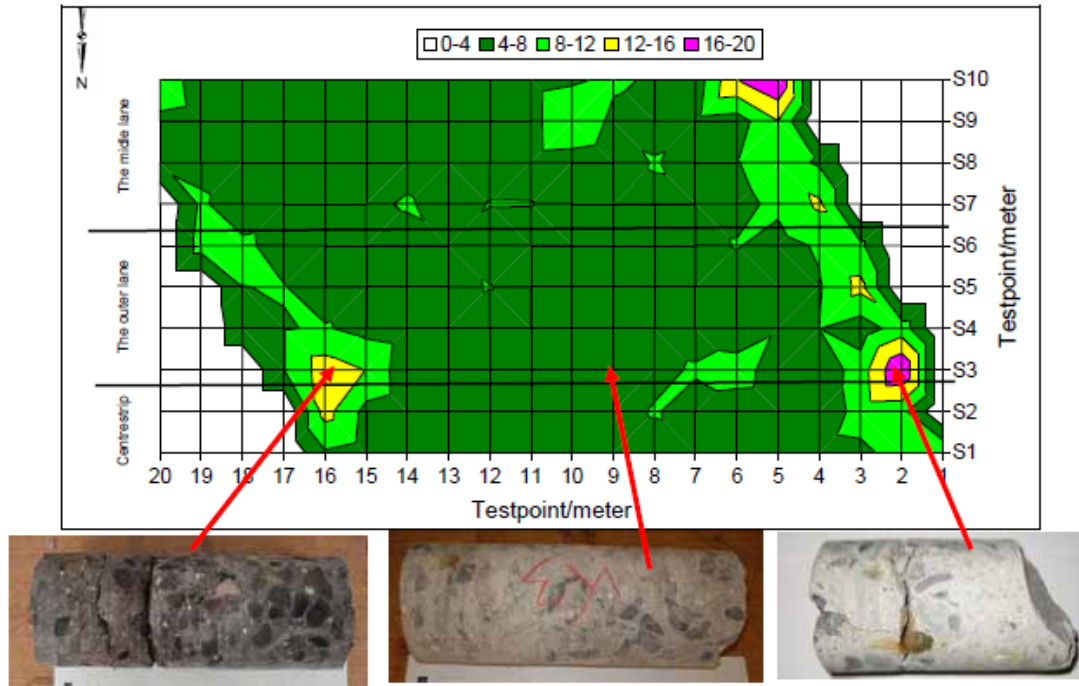 0-4 4-8 8-12 12-16 16-20
N
The midle lane
The outer lane
Centrestrip
S10
S9
S8
S7
S6
S5
S4
S3
S2
S1
Testpoint/meter
20 19 18 17 16 15 14 13 12 11 10 9 8 7 6 5 4 3 2 1
Testpoint/meter